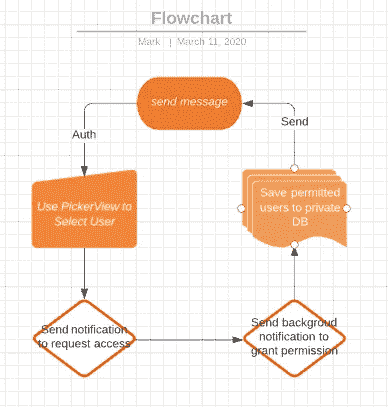 Flowchart
Mark | March 11, 2020
send message
Auth
Send
Use PickerView to
Select User
Save permitted
users to private
DB
Send notification
to request access
Send backgroud
notification to
grant permission